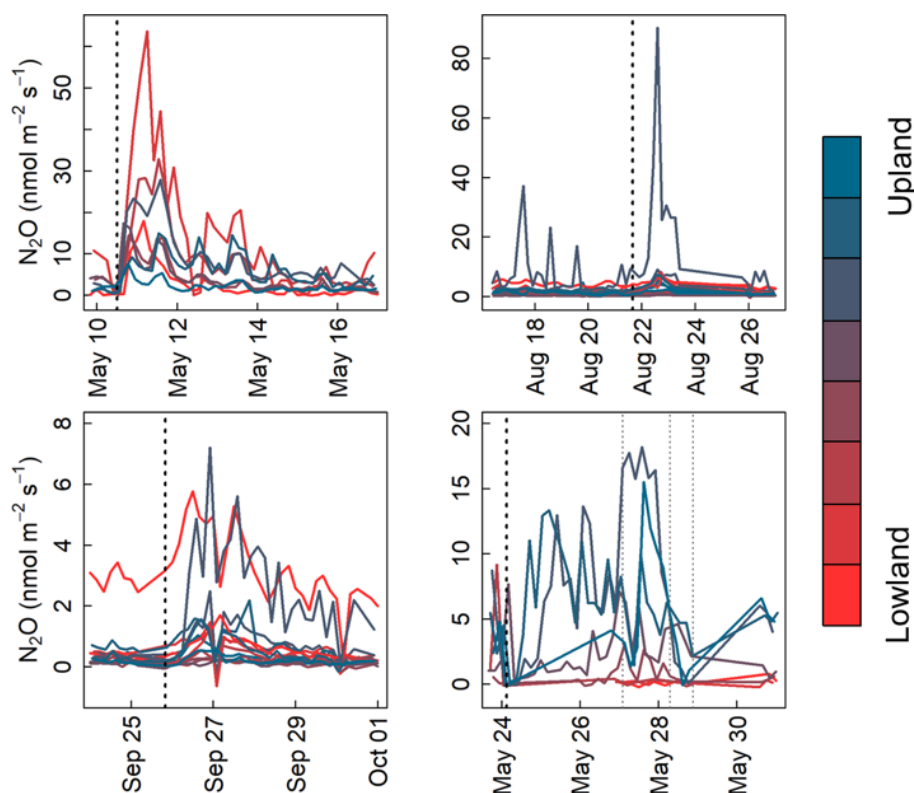 N₂O (nmol m⁻² s⁻¹)
0
10
30
50
May 10
May 12
May 14
May 16
0
20
40
60
80
Aug 18
Aug 20
Aug 22
Aug 24
Aug 26
N₂O (nmol m⁻² s⁻¹)
0
2
4
6
8
Sep 25
Sep 27
Sep 29
Oct 01
0
5
10
15
20
May 24
May 26
May 28
May 30
Upland
Lowland